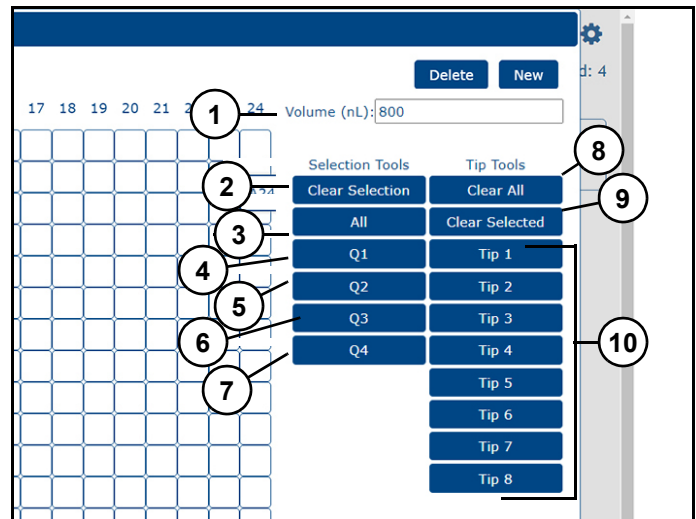 Delete New
d: 4
17 18 19 20 21 2 24
1 Volume (nL): 800
Selection Tools Tip Tools
8
2 Clear Selection Clear All
9
3 All Clear Selected
4 Q1 Tip 1
5 Q2 Tip 2
6 Q3 Tip 3
10
7 Q4 Tip 4
Tip 5
Tip 6
Tip 7
Tip 8